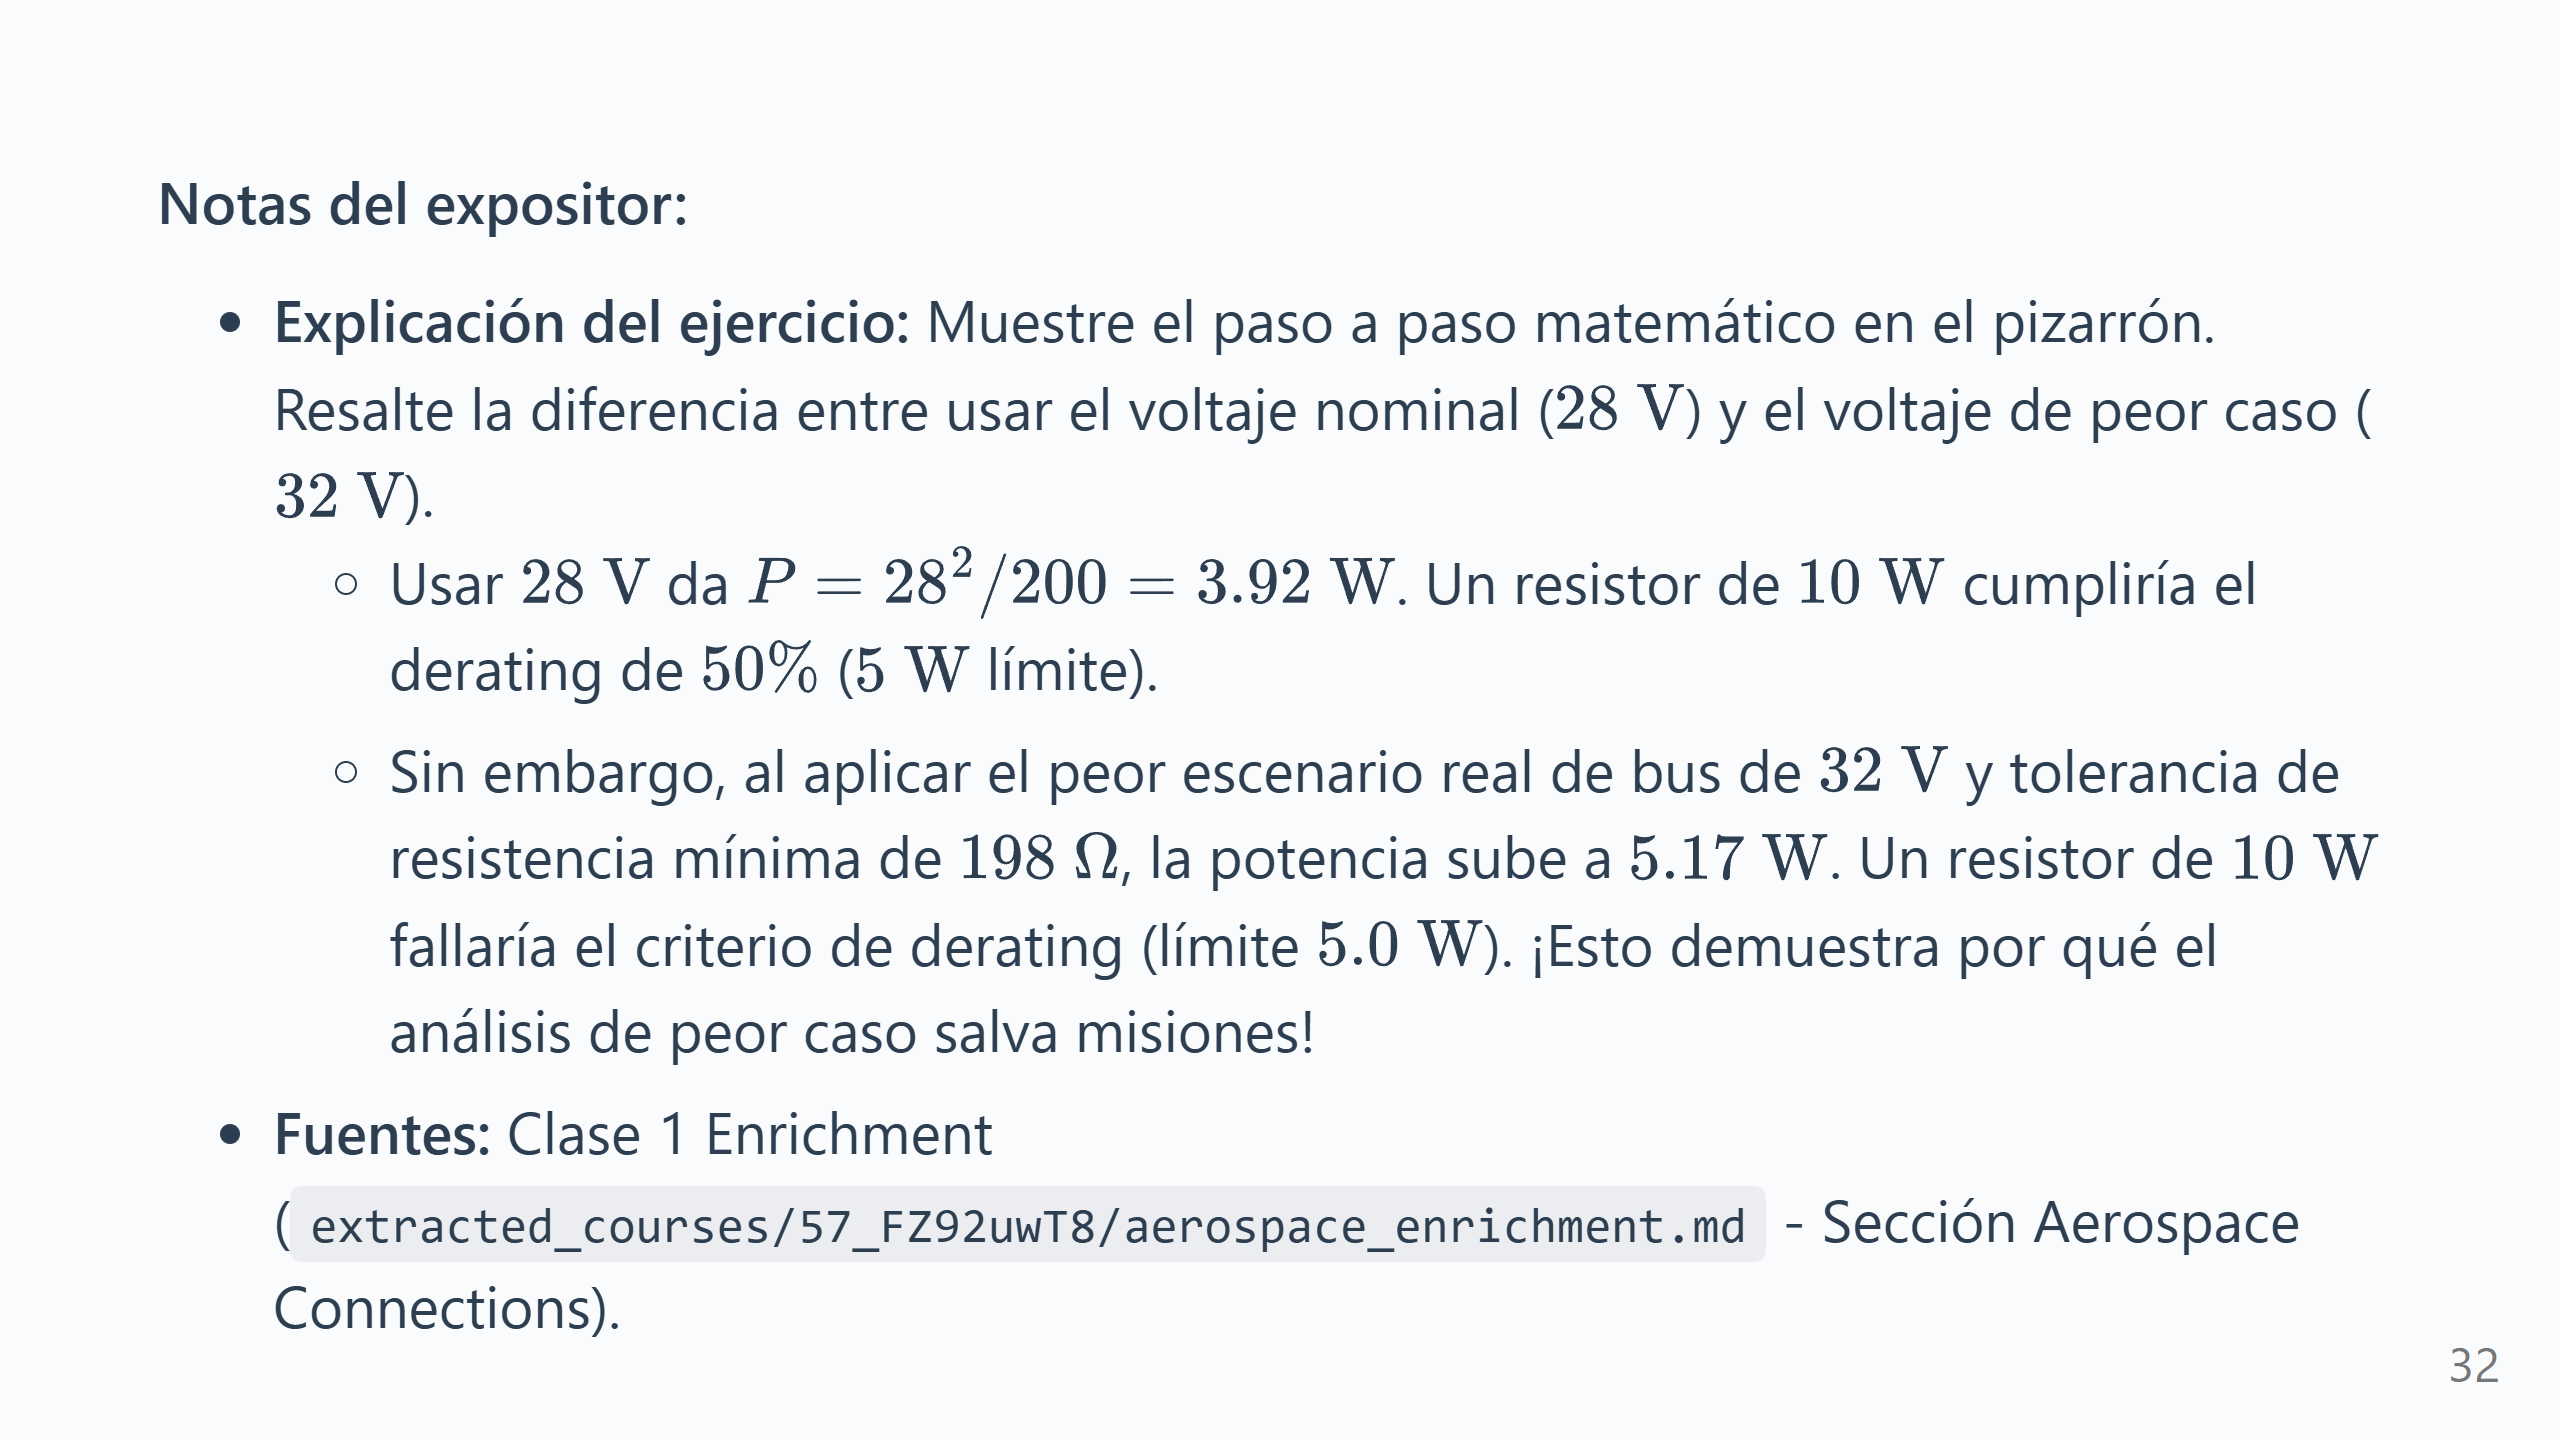 Notas del expositor:
• Explicación del ejercicio: Muestre el paso a paso matemático en el pizarrón.
Resalte la diferencia entre usar el voltaje nominal (28 V) y el voltaje de peor caso (
32 V).
◦ Usar 28 V da P = 28²/200 = 3.92 W. Un resistor de 10 W cumpliría el
derating de 50% (5 W límite).
◦ Sin embargo, al aplicar el peor escenario real de bus de 32 V y tolerancia de
resistencia mínima de 198 Ω, la potencia sube a 5.17 W. Un resistor de 10 W
fallaría el criterio de derating (límite 5.0 W). ¡Esto demuestra por qué el
análisis de peor caso salva misiones!
• Fuentes: Clase 1 Enrichment
(extracted_courses/57_FZ92uwT8/aerospace_enrichment.md - Sección Aerospace
Connections).
32